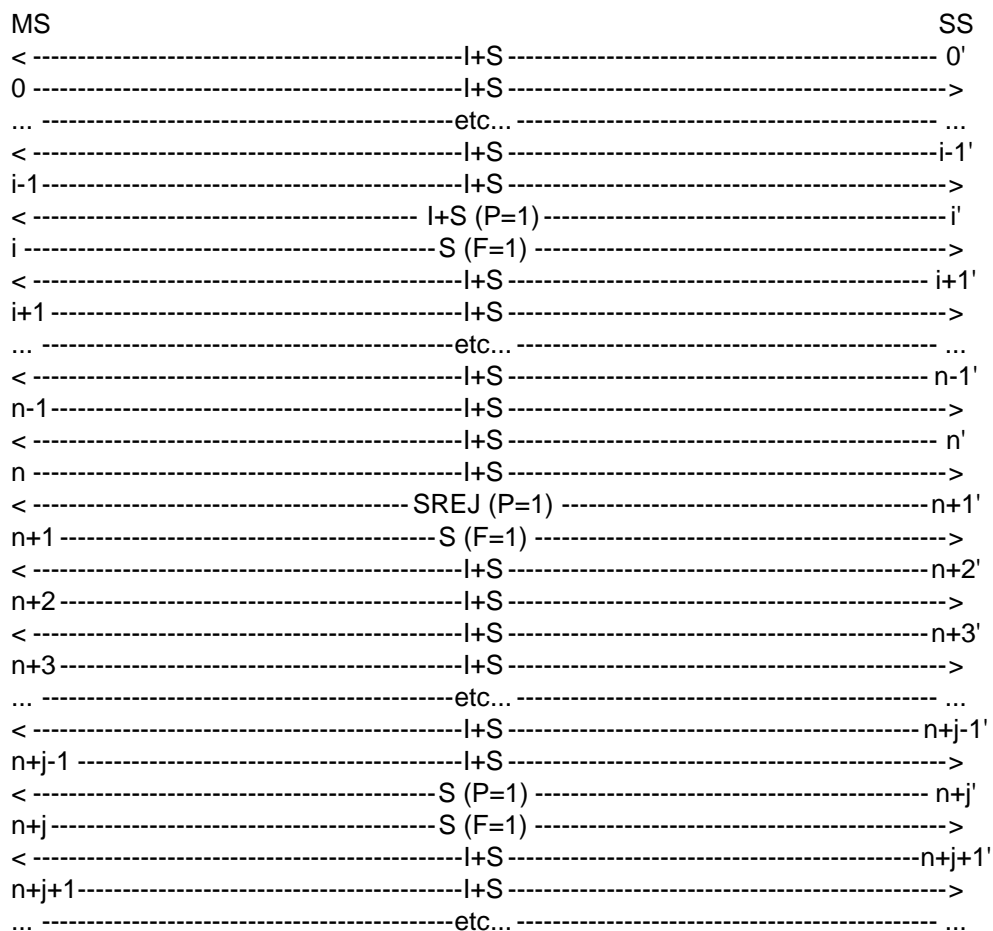 MS SS
< ---------------I+S--------------- 0'
0 ---------------I+S--------------->
... ---------------etc...--------------- ...
< ---------------I+S---------------i-1'
i-1---------------I+S--------------->
< --------------- I+S (P=1)---------------i'
i ---------------S (F=1) --------------->
< ---------------I+S--------------- i+1'
i+1 ---------------I+S--------------->
... ---------------etc...--------------- ...
< ---------------I+S--------------- n-1'
n-1---------------I+S--------------->
< ---------------I+S--------------- n'
n ---------------I+S--------------->
< ---------------SREJ (P=1) ---------------n+1'
n+1 ---------------S (F=1) --------------->
< ---------------I+S---------------n+2'
n+2 ---------------I+S--------------->
< ---------------I+S---------------n+3'
n+3 ---------------I+S--------------->
... ---------------etc...--------------- ...
< ---------------I+S---------------n+j-1'
n+j-1 ---------------I+S--------------->
< ---------------S (P=1) --------------- n+j'
n+j ---------------S (F=1) --------------->
< ---------------I+S---------------n+j+1'
n+j+1---------------I+S--------------->
... ---------------etc...--------------- ...